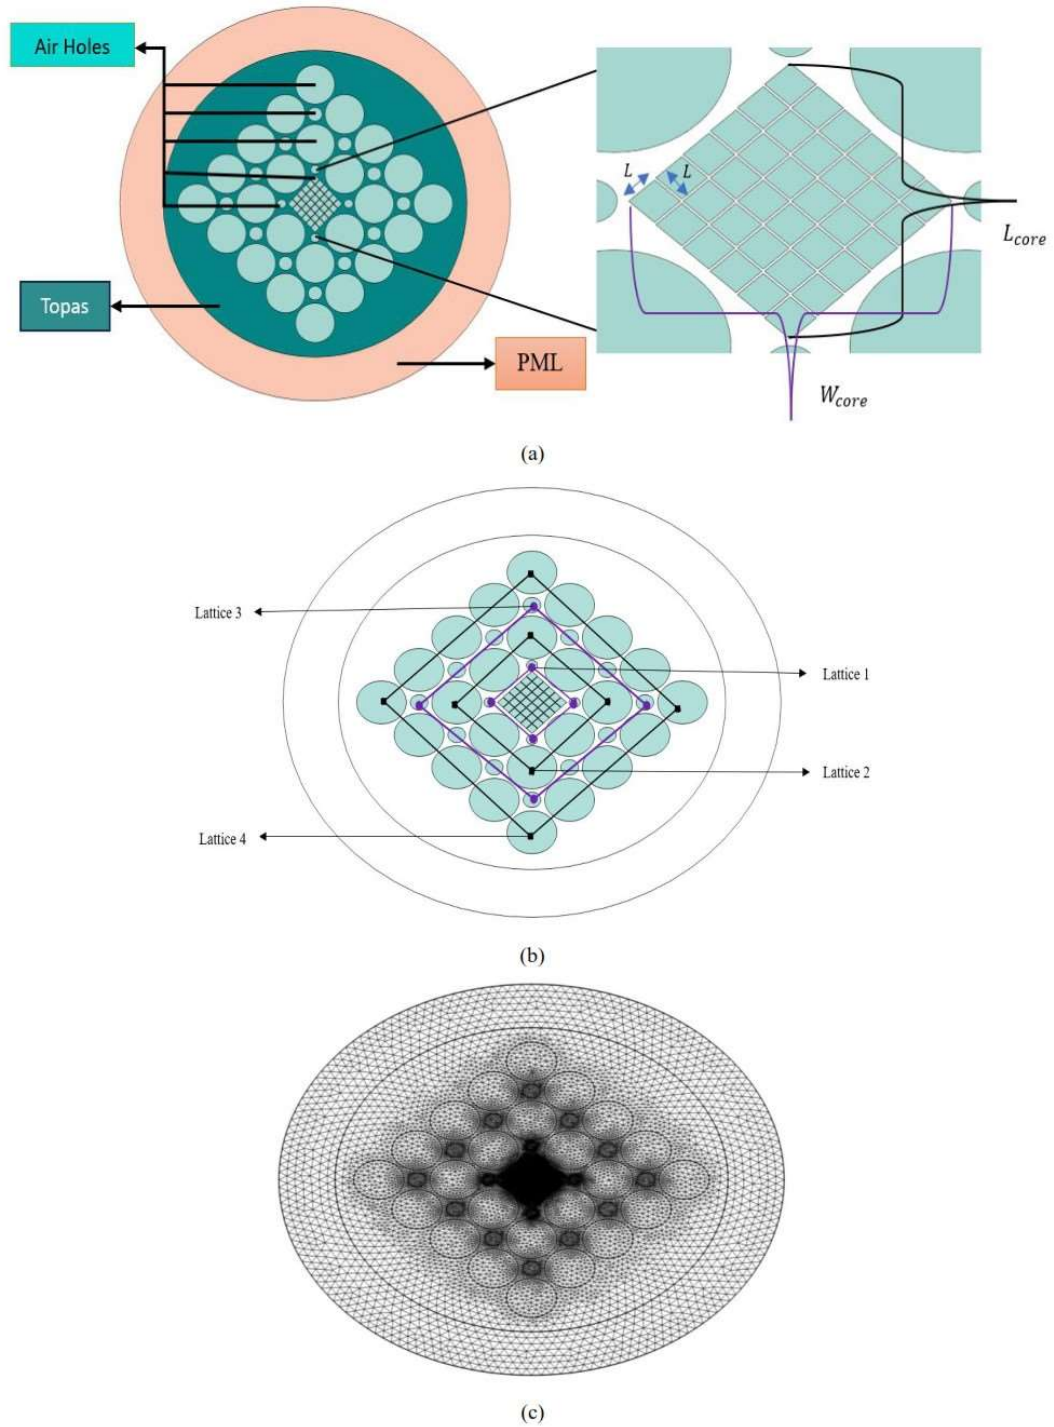 Air Holes
L
L
L_core
Topas
PML
W_core
(a)
Lattice 3
Lattice 1
Lattice 2
Lattice 4
(b)
(c)